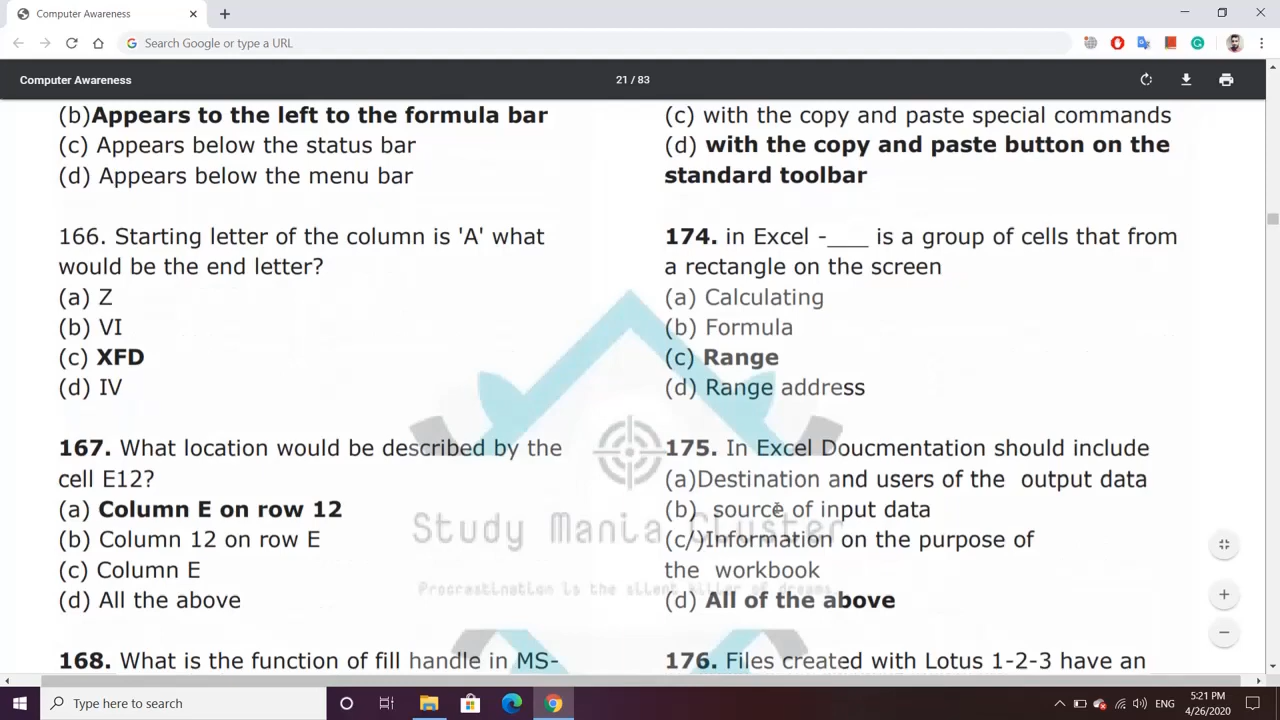 Computer Awareness
Search Google or type a URL
Computer Awareness
21 / 83
(b)Appears to the left to the formula bar
(c) Appears below the status bar
(d) Appears below the menu bar
166. Starting letter of the column is 'A' what
would be the end letter?
(a) Z
(b) VI
(c) XFD
(d) IV
167. What location would be described by the
cell E12?
(a) Column E on row 12
(b) Column 12 on row E
(c) Column E
(d) All the above
168. What is the function of fill handle in MS-
(c) with the copy and paste special commands
(d) with the copy and paste button on the
standard toolbar
174. in Excel -___ is a group of cells that from
a rectangle on the screen
(a) Calculating
(b) Formula
(c) Range
(d) Range address
175. In Excel Doucmentation should include
(a)Destination and users of the output data
(b) source of input data
(c/)Information on the purpose of
the workbook
(d) All of the above
176. Files created with Lotus 1-2-3 have an
Study Mania Cluster
Procrastination is the silent killer of dreams
Type here to search
ENG
5:21 PM
4/26/2020